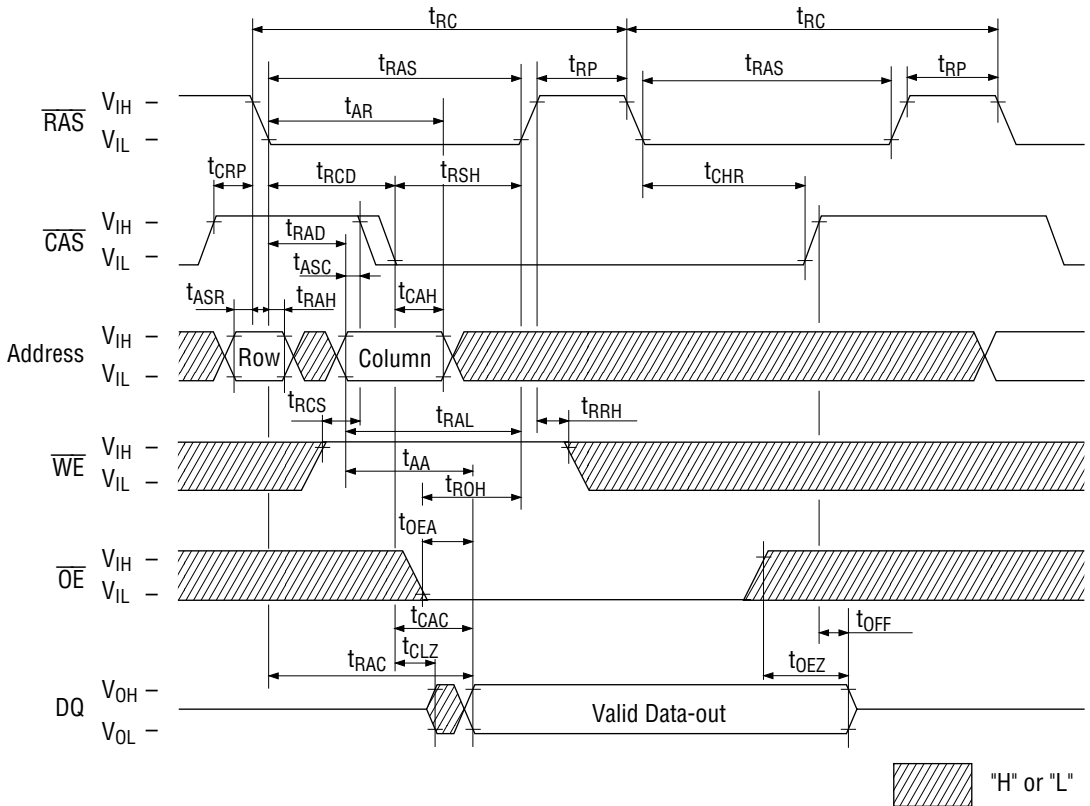 tRC tRC
tRAS tRP tRAS tRP
RAS VIH –
VIL –
tAR
tCRP tRCD tRSH tCHR
CAS VIH –
VIL –
tRAD
tASC
tASR tRAH tCAH
Address VIH –
VIL –
Row Column
tRCS tRAL tRRH
WE VIH –
VIL –
tAA
tROH
tOEA
OE VIH –
VIL –
tCAC tOFF
tCLZ
tRAC tOEZ
DQ VOH –
VOL –
Valid Data-out
"H" or "L"